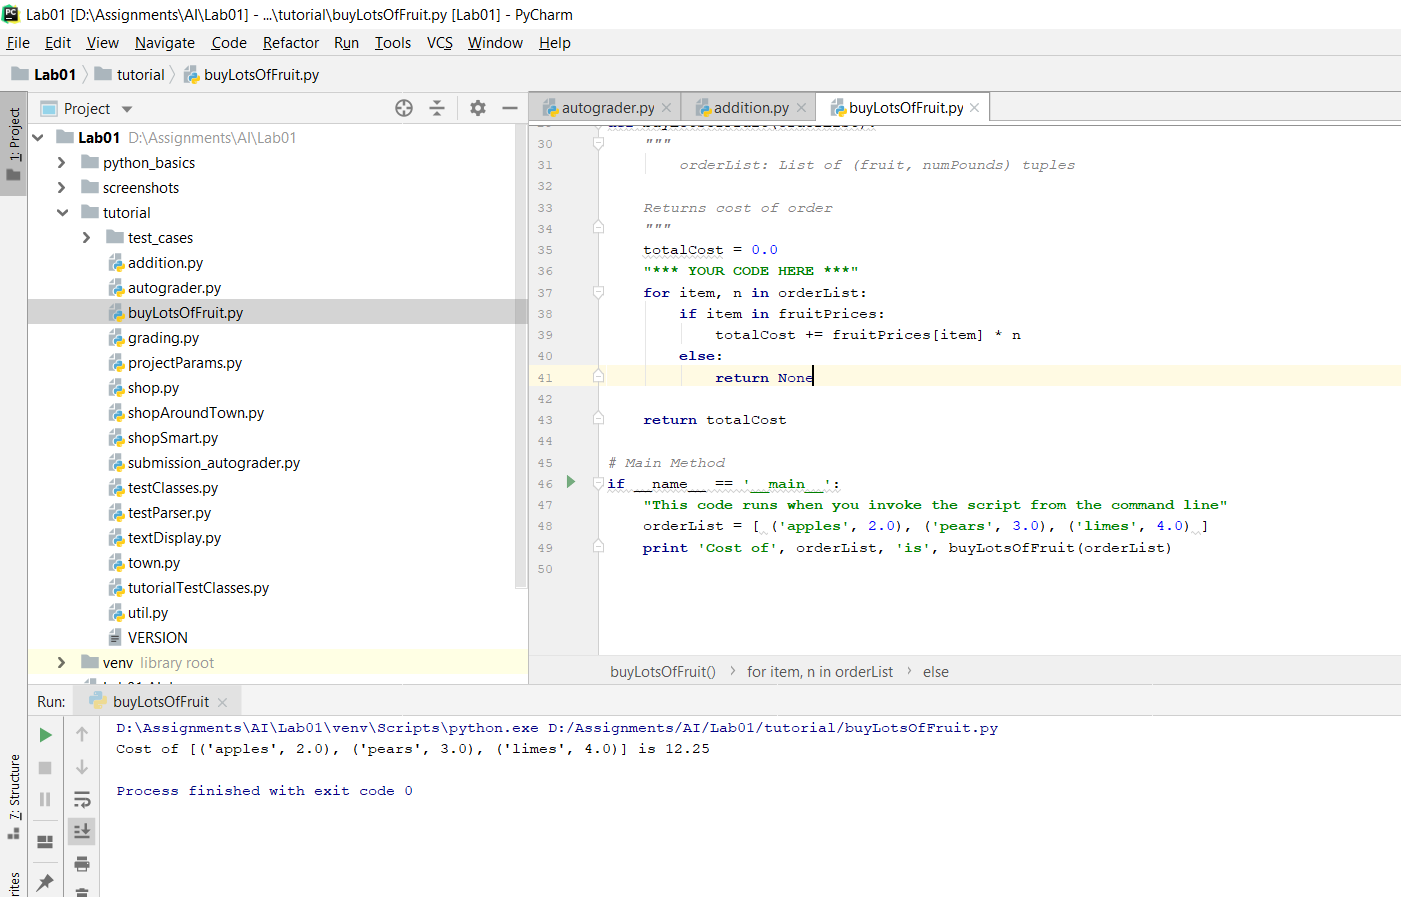 Lab01 [D:\Assignments\AI\Lab01] - ...\tutorial\buyLotsOfFruit.py [Lab01] - PyCharm
File Edit View Navigate Code Refactor Run Tools VCS Window Help
Lab01 tutorial buyLotsOfFruit.py
1: Project
Project
Lab01 D:\Assignments\AI\Lab01
python_basics
screenshots
tutorial
test_cases
addition.py
autograder.py
buyLotsOfFruit.py
grading.py
projectParams.py
shop.py
shopAroundTown.py
shopSmart.py
submission_autograder.py
testClasses.py
testParser.py
textDisplay.py
town.py
tutorialTestClasses.py
util.py
VERSION
venv library root
autograder.py addition.py buyLotsOfFruit.py
30 """
31 orderList: List of (fruit, numPounds) tuples
32
33 Returns cost of order
34 """
35 totalCost = 0.0
36 "*** YOUR CODE HERE ***"
37 for item, n in orderList:
38 if item in fruitPrices:
39 totalCost += fruitPrices[item] * n
40 else:
41 return None
42
43 return totalCost
44
45 # Main Method
46 if __name__ == '__main__':
47 "This code runs when you invoke the script from the command line"
48 orderList = [ ('apples', 2.0), ('pears', 3.0), ('limes', 4.0) ]
49 print 'Cost of', orderList, 'is', buyLotsOfFruit(orderList)
50
buyLotsOfFruit() for item, n in orderList else
Run: buyLotsOfFruit
D:\Assignments\AI\Lab01\venv\Scripts\python.exe D:/Assignments/AI/Lab01/tutorial/buyLotsOfFruit.py
Cost of [('apples', 2.0), ('pears', 3.0), ('limes', 4.0)] is 12.25
Process finished with exit code 0
7: Structure
rites